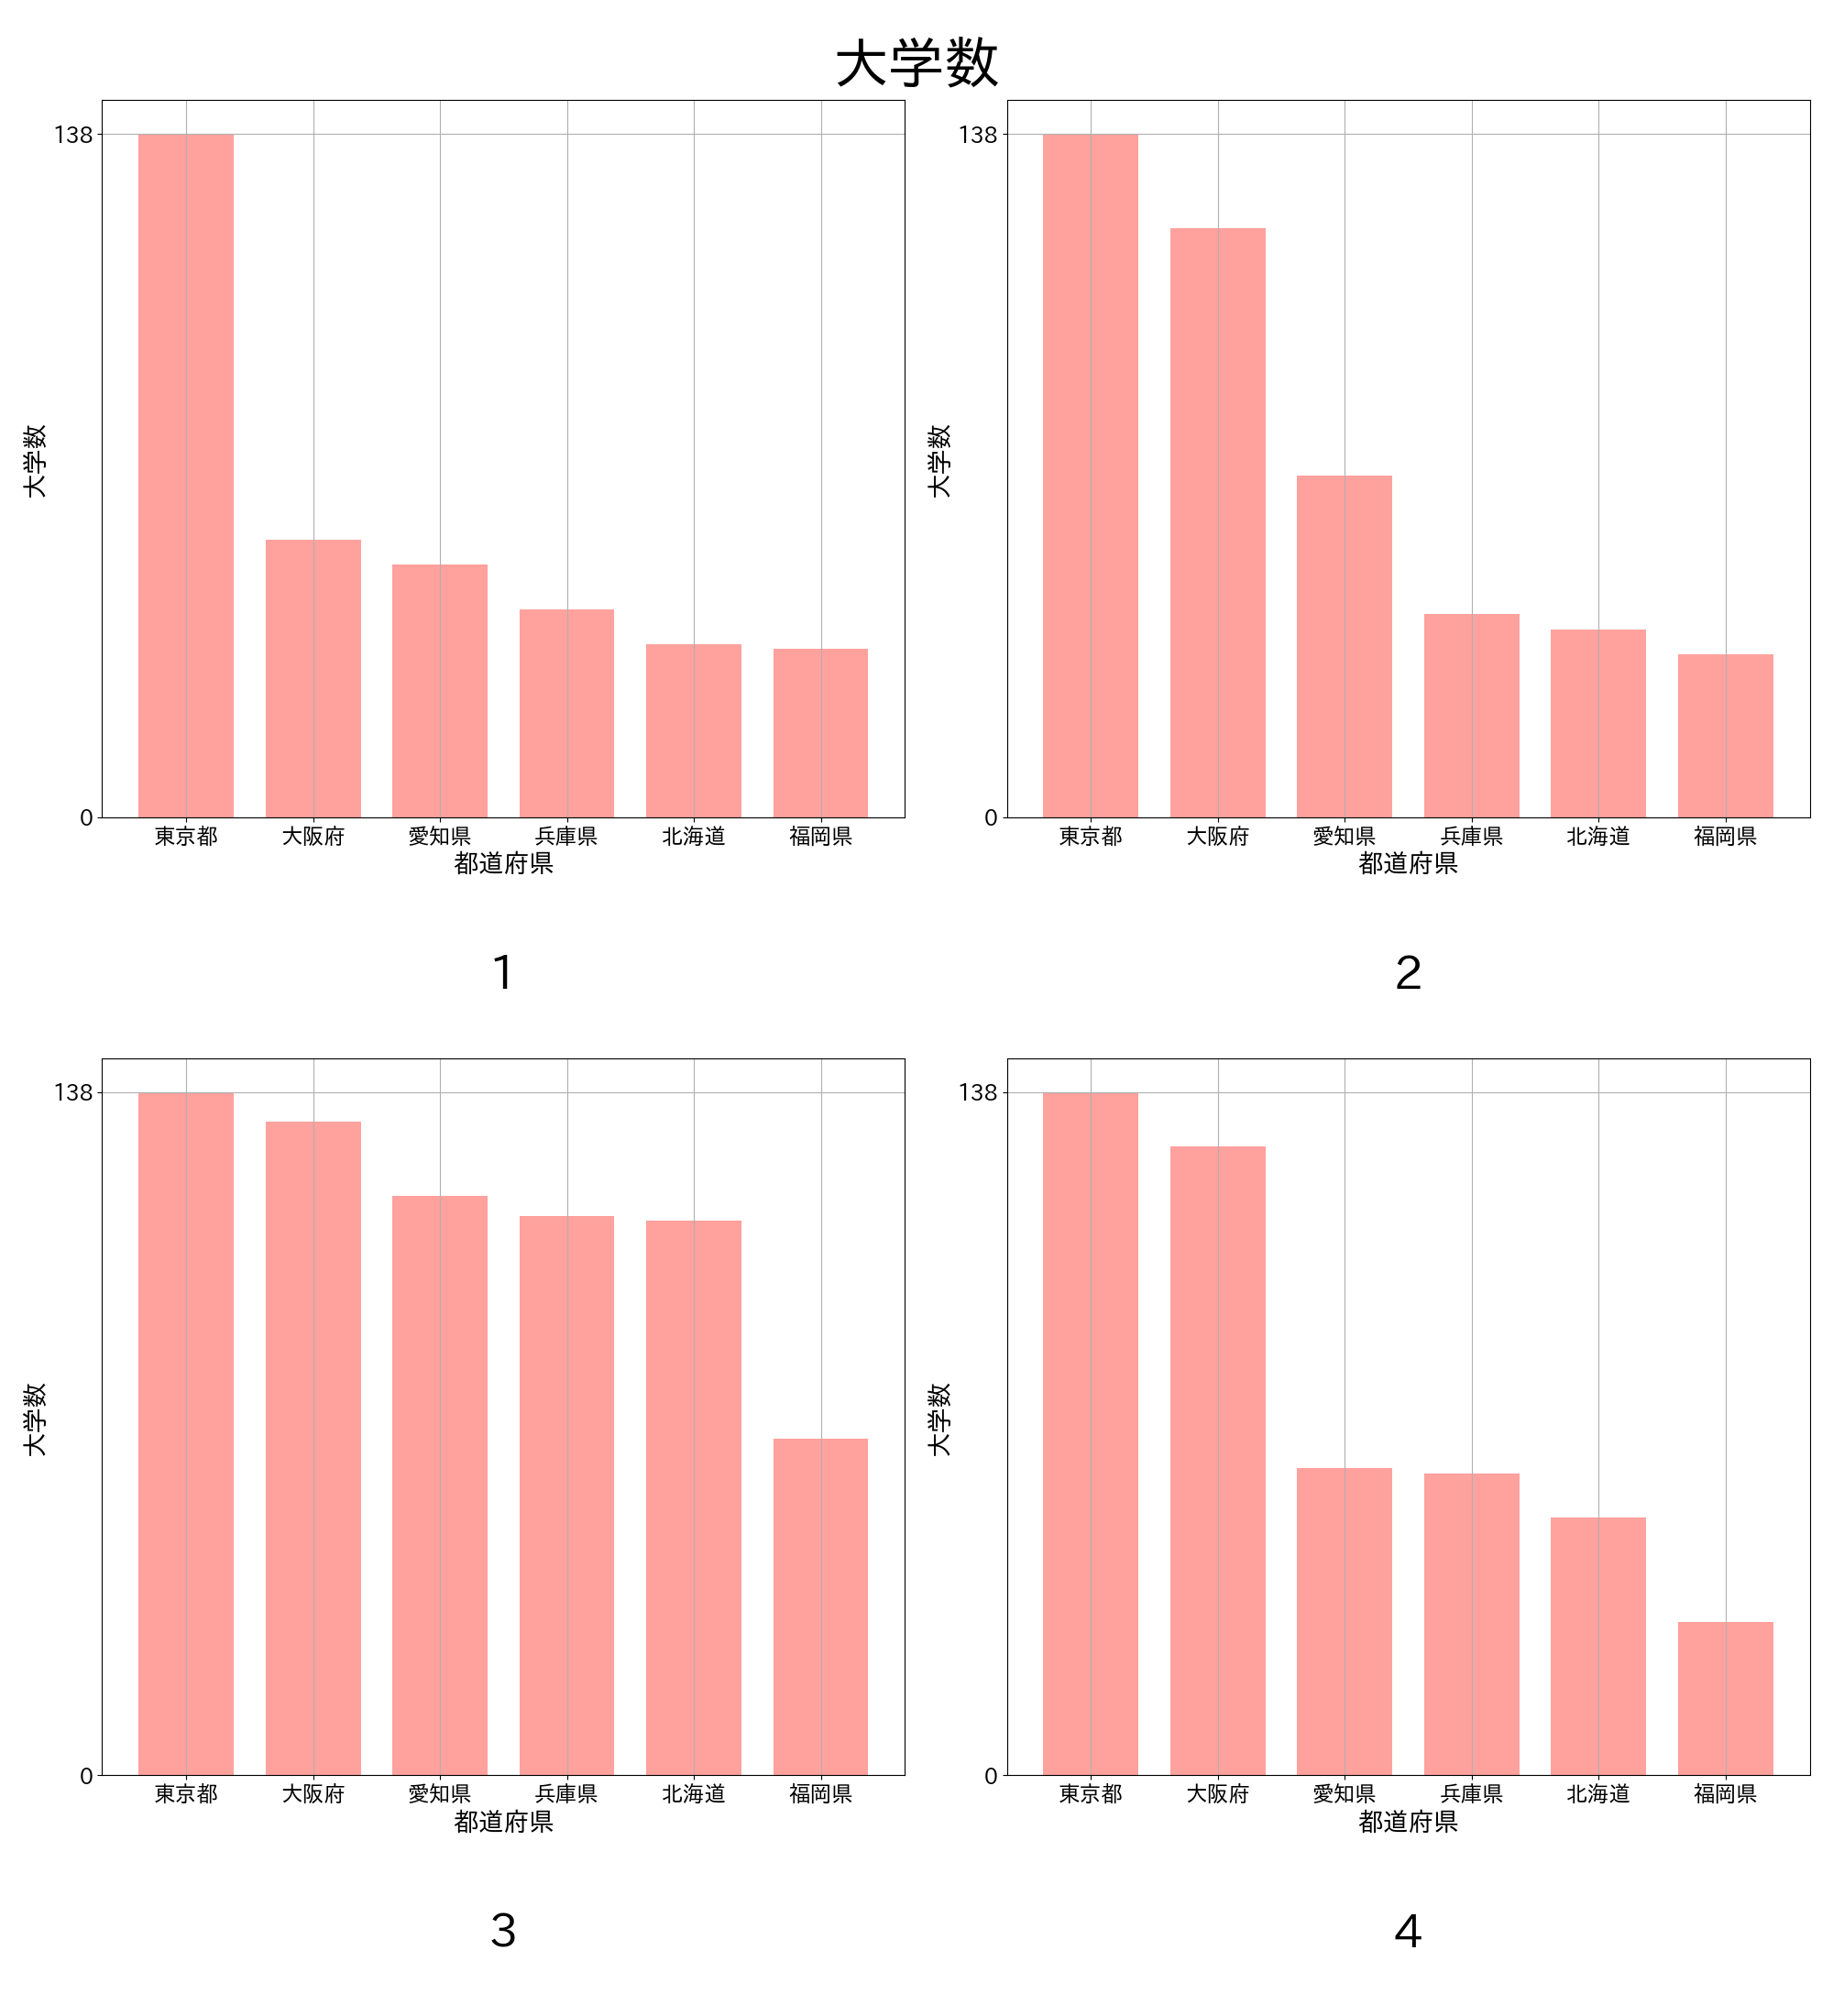 大学数
138
0
大学数
東京都 大阪府 愛知県 兵庫県 北海道 福岡県
都道府県
1
138
0
大学数
東京都 大阪府 愛知県 兵庫県 北海道 福岡県
都道府県
2
138
0
大学数
東京都 大阪府 愛知県 兵庫県 北海道 福岡県
都道府県
3
138
0
大学数
東京都 大阪府 愛知県 兵庫県 北海道 福岡県
都道府県
4